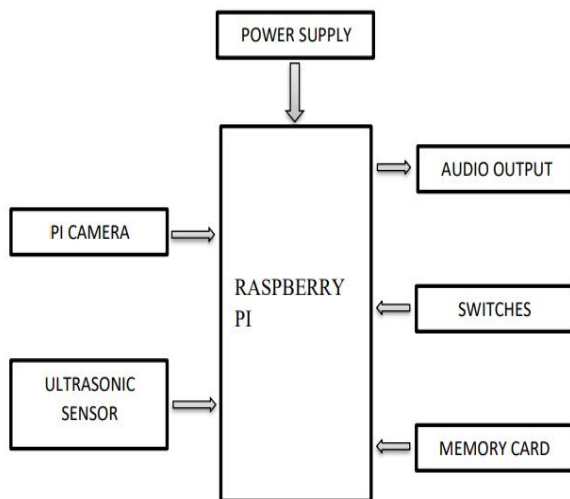 POWER SUPPLY
AUDIO OUTPUT
PI CAMERA
RASPBERRY
PI
SWITCHES
ULTRASONIC
SENSOR
MEMORY CARD